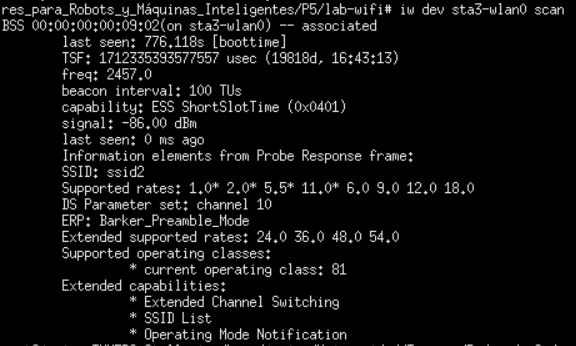 res_para_Robots_y_Máquinas_Inteligentes/P5/lab-wifi# iw dev sta3-wlan0 scan
BSS 00:00:00:00:09:02(on sta3-wlan0) -- associated
last seen: 776.118s [boottime]
TSF: 1712335393577557 usec (19818d, 16:43:13)
freq: 2457.0
beacon interval: 100 TUs
capability: ESS ShortSlotTime (0x0401)
signal: -86.00 dBm
last seen: 0 ms ago
Information elements from Probe Response frame:
SSID: ssid2
Supported rates: 1.0* 2.0* 5.5* 11.0* 6.0 9.0 12.0 18.0
DS Parameter set: channel 10
ERP: Barker_Preamble_Mode
Extended supported rates: 24.0 36.0 48.0 54.0
Supported operating classes:
* current operating class: 81
Extended capabilities:
* Extended Channel Switching
* SSID List
* Operating Mode Notification